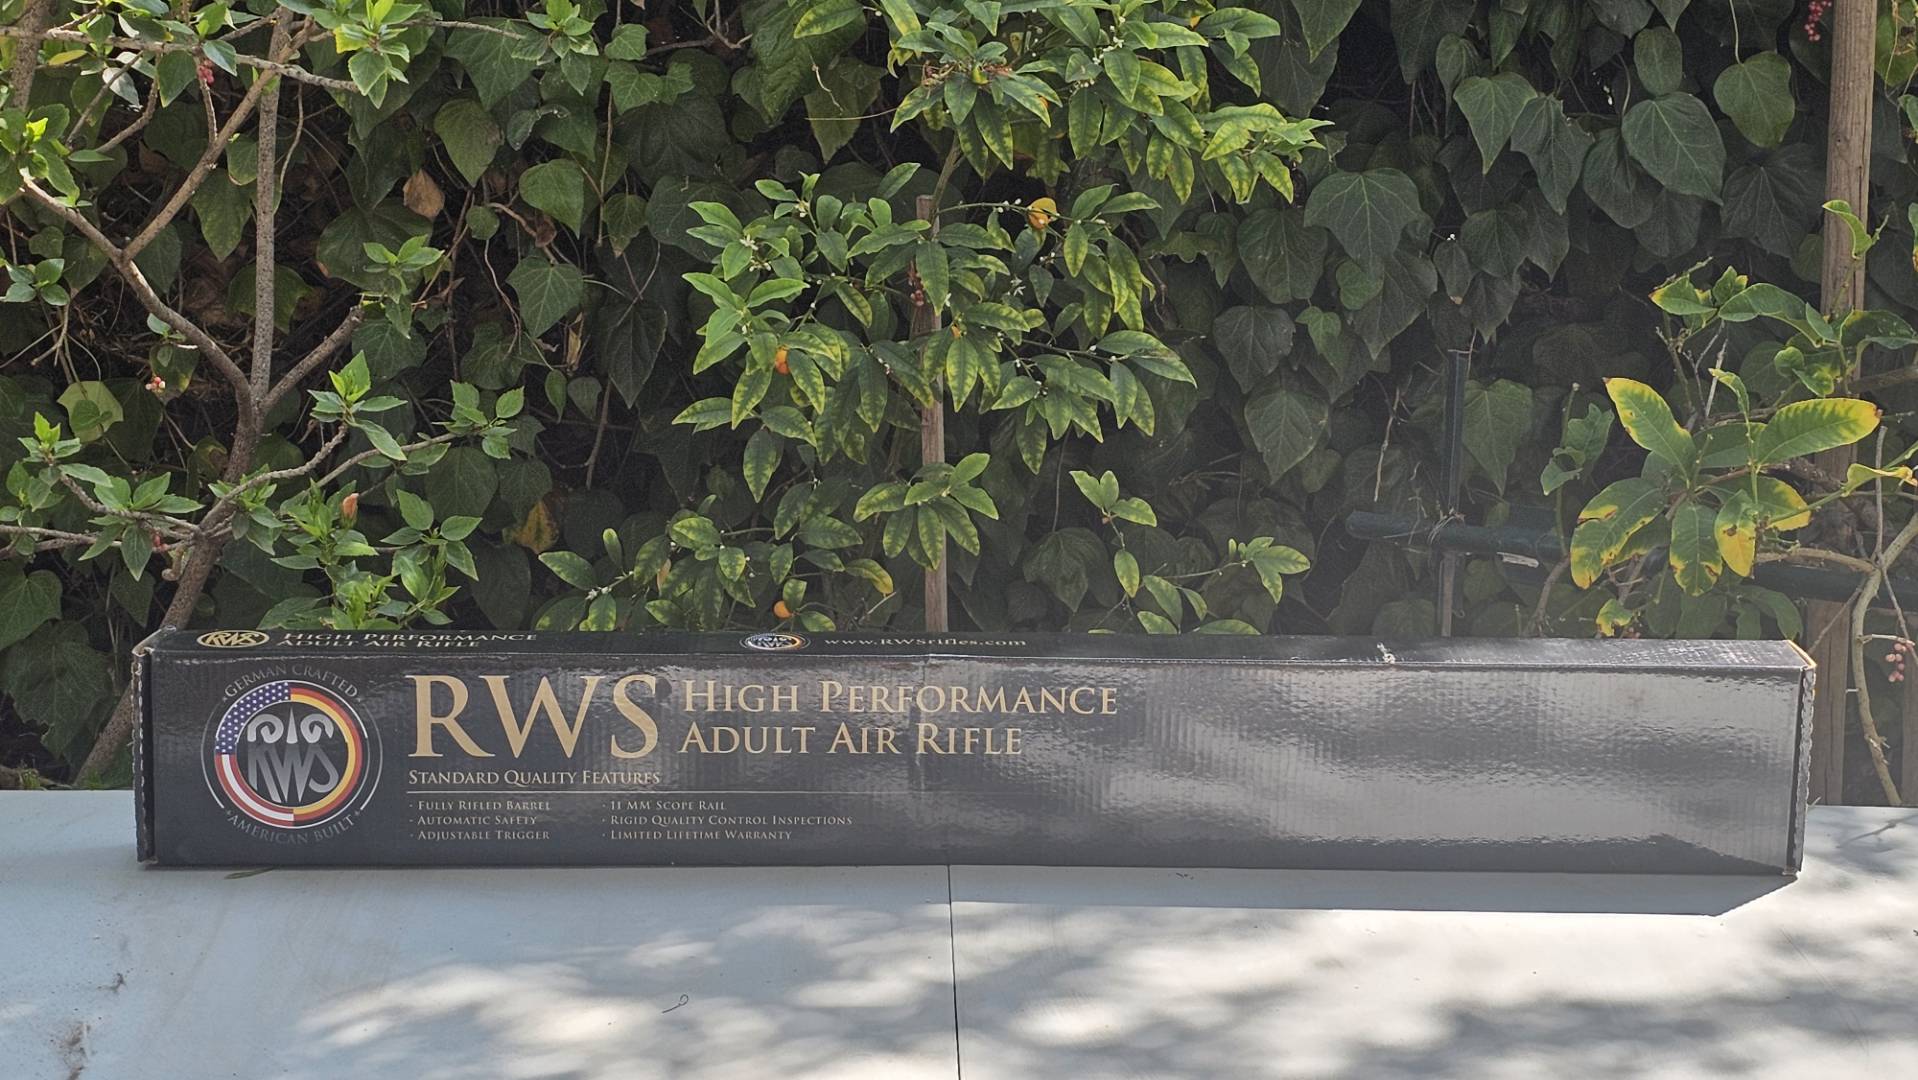 RWS HIGH PERFORMANCE
ADULT AIR RIFLE
RWS
www.RWSrifles.com
GERMAN CRAFTED
RWS
AMERICAN BUILT
RWS HIGH PERFORMANCE
ADULT AIR RIFLE
STANDARD QUALITY FEATURES
· FULLY RIFLED BARREL
· AUTOMATIC SAFETY
· ADJUSTABLE TRIGGER
· 11 MM SCOPE RAIL
· RIGID QUALITY CONTROL INSPECTIONS
· LIMITED LIFETIME WARRANTY